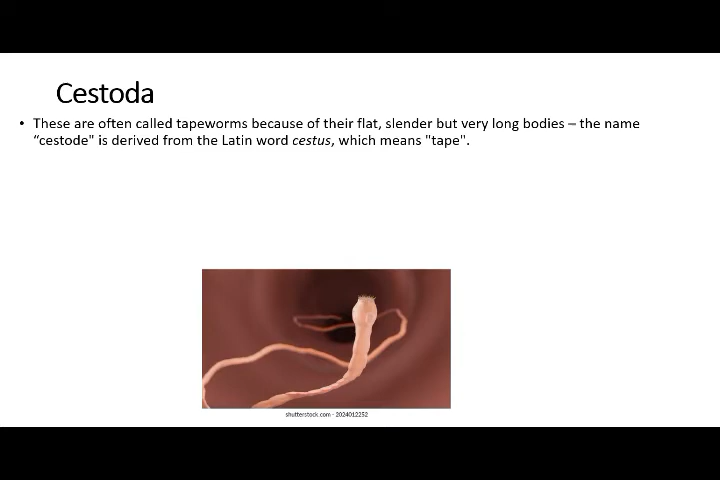 Cestoda
• These are often called tapeworms because of their flat, slender but very long bodies – the name
“cestode" is derived from the Latin word cestus, which means "tape".
shutterstock.com · 2024012252